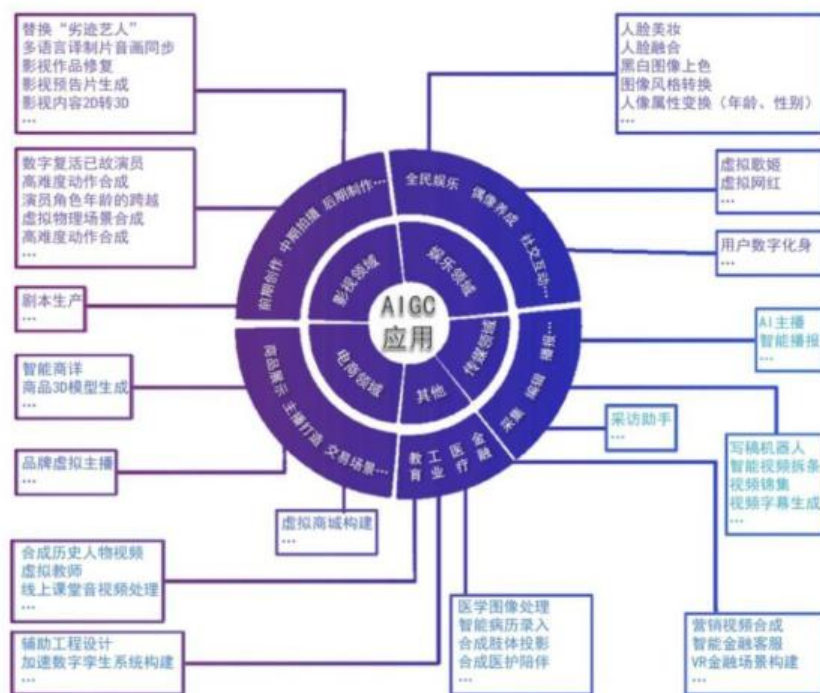 替换“劣迹艺人”
多语言译制片音画同步
影视作品修复
影视预告片生成
影视内容2D转3D
…
人脸美妆
人脸融合
黑白图像上色
图像风格转换
人像属性变换（年龄、性别）
…
数字复活已故演员
高难度动作合成
演员角色年龄的跨越
虚拟物理场景合成
高难度动作合成
…
虚拟歌姬
虚拟网红
…
用户数字化身
…
剧本生产
…
AI主播
智能播报
…
智能商详
商品3D模型生成
…
采访助手
…
写稿机器人
智能视频拆条
视频锦集
视频字幕生成
…
品牌虚拟主播
…
虚拟商城构建
…
合成历史人物视频
虚拟教师
线上课堂音视频处理
…
辅助工程设计
加速数字孪生系统构建
…
医学图像处理
智能病历录入
合成肢体投影
合成医护陪伴
…
营销视频合成
智能金融客服
VR金融场景构建
…
前期创作 中期拍摄 后期制作…
全民娱乐 偶像养成 社交互动…
采集 编辑 播报…
教育 工业 医疗 金融
商品展示 主播打造 交易场景…
影视领域
娱乐领域
传媒领域
其他
电商领域
AIGC
应用